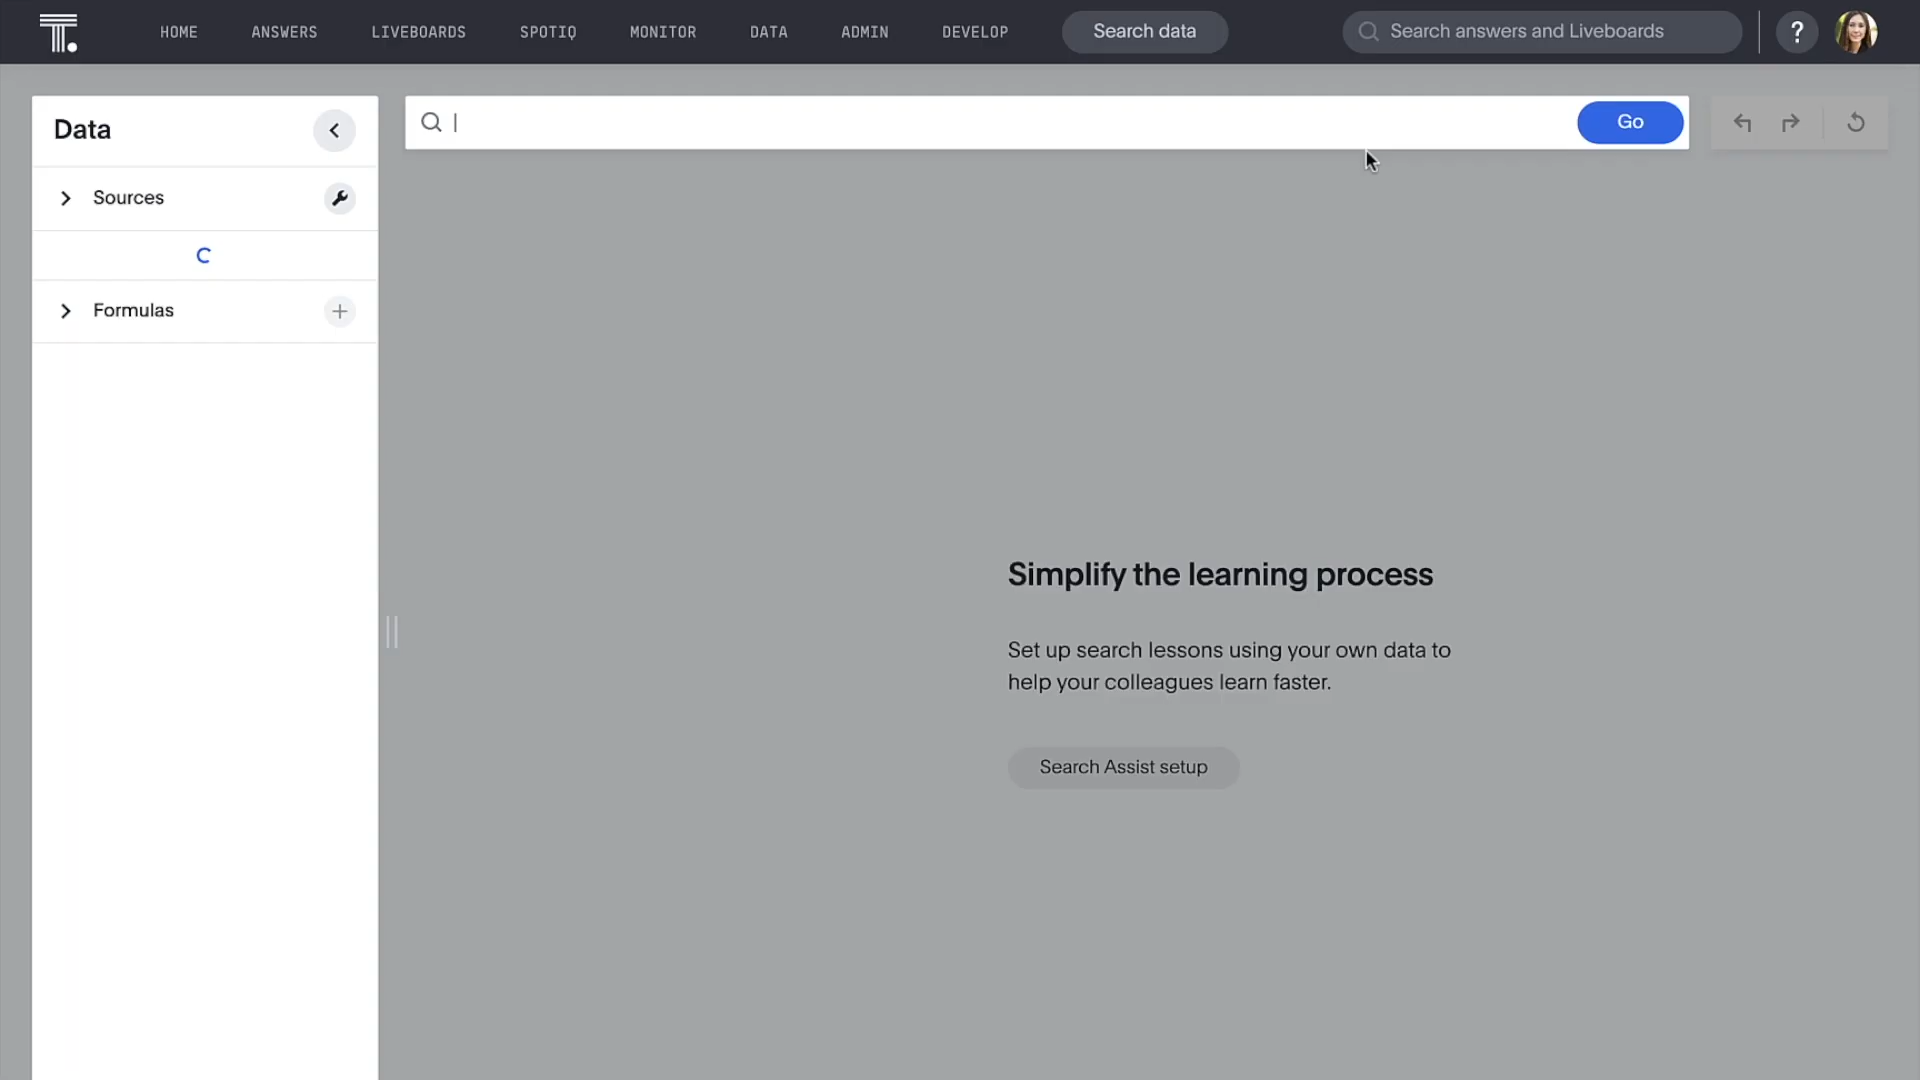 HOME ANSWERS LIVEBOARDS SPOTIQ MONITOR DATA ADMIN DEVELOP Search data Search answers and Liveboards ?
Data
Go
Sources
Formulas
Simplify the learning process
Set up search lessons using your own data to
help your colleagues learn faster.
Search Assist setup